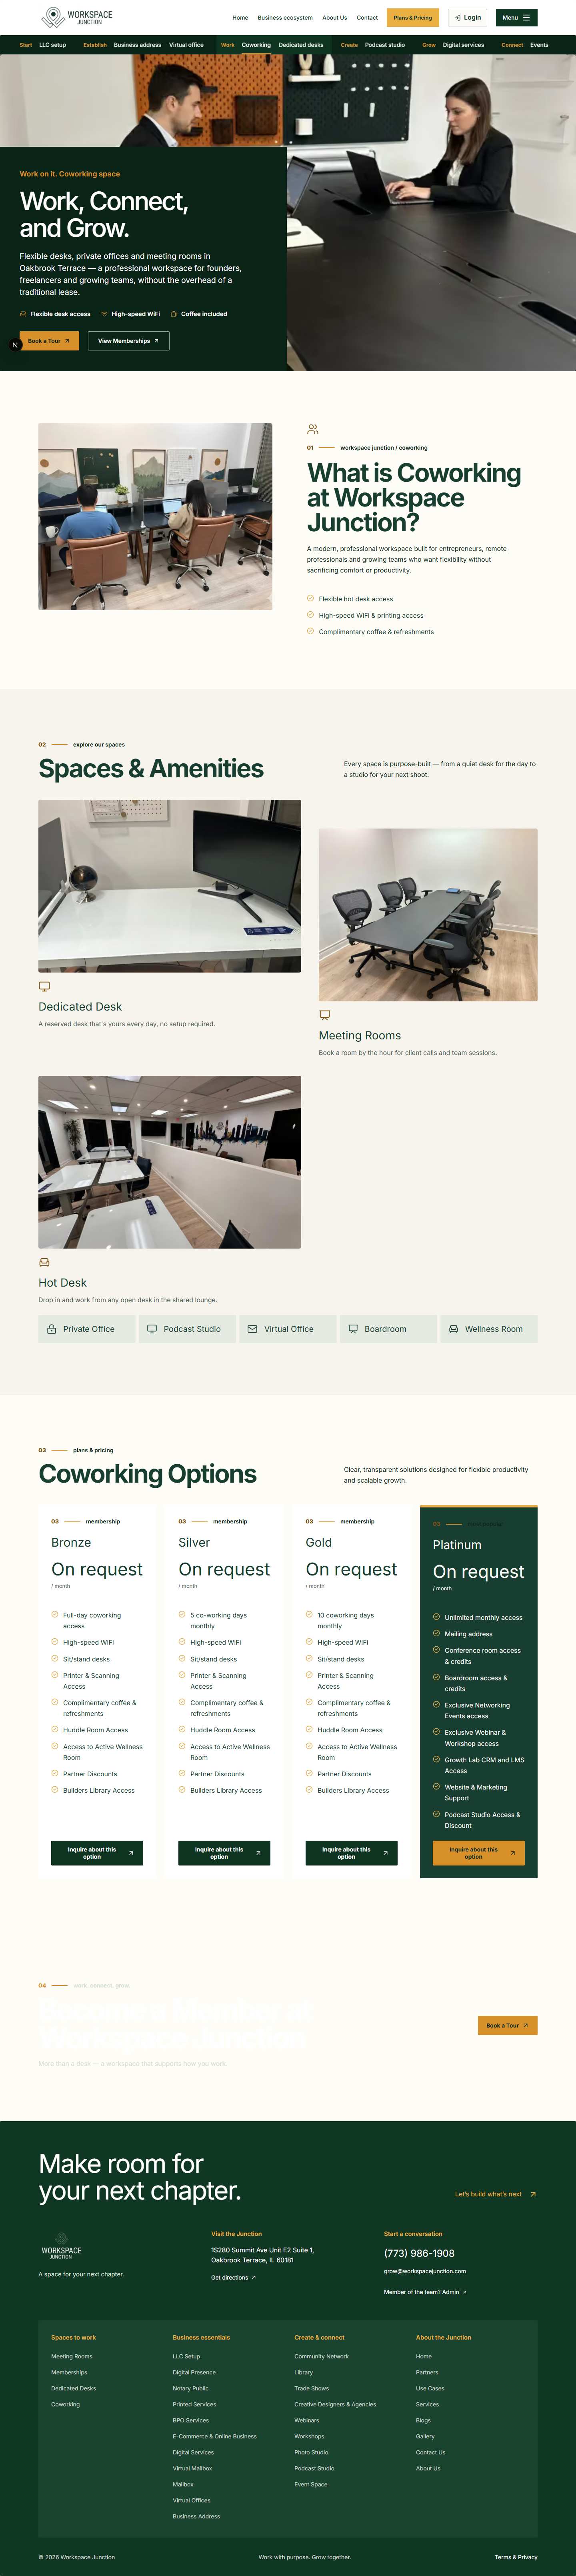 WORKSPACE
JUNCTION
Home Business ecosystem About Us Contact Plans & Pricing Login Menu
Start LLC setup Establish Business address Virtual office Work Coworking Dedicated desks Create Podcast studio Grow Digital services Connect Events
Work on it. Coworking space
Work, Connect,
and Grow.
Flexible desks, private offices and meeting rooms in
Oakbrook Terrace — a professional workspace for founders,
freelancers and growing teams, without the overhead of a
traditional lease.
Flexible desk access High-speed WiFi Coffee included
N
Book a Tour View Memberships
01 workspace junction / coworking
What is Coworking
at Workspace
Junction?
A modern, professional workspace built for entrepreneurs, remote
professionals and growing teams who want flexibility without
sacrificing comfort or productivity.
Flexible hot desk access
High-speed WiFi & printing access
Complimentary coffee & refreshments
02 explore our spaces
Spaces & Amenities
Every space is purpose-built — from a quiet desk for the day to
a studio for your next shoot.
Dedicated Desk
A reserved desk that's yours every day, no setup required.
Meeting Rooms
Book a room by the hour for client calls and team sessions.
Hot Desk
Drop in and work from any open desk in the shared lounge.
Private Office Podcast Studio Virtual Office Boardroom Wellness Room
03 plans & pricing
Coworking Options
Clear, transparent solutions designed for flexible productivity
and scalable growth.
03 membership
Bronze
On request
/ month
Full-day coworking
access
High-speed WiFi
Sit/stand desks
Printer & Scanning
Access
Complimentary coffee &
refreshments
Huddle Room Access
Access to Active Wellness
Room
Partner Discounts
Builders Library Access
Inquire about this
option
03 membership
Silver
On request
/ month
5 co-working days
monthly
High-speed WiFi
Sit/stand desks
Printer & Scanning
Access
Complimentary coffee &
refreshments
Huddle Room Access
Access to Active Wellness
Room
Partner Discounts
Builders Library Access
Inquire about this
option
03 membership
Gold
On request
/ month
10 coworking days
monthly
High-speed WiFi
Sit/stand desks
Printer & Scanning
Access
Complimentary coffee &
refreshments
Huddle Room Access
Access to Active Wellness
Room
Partner Discounts
Builders Library Access
Inquire about this
option
03
Platinum
On request
/ month
Unlimited monthly access
Mailing address
Conference room access
& credits
Boardroom access &
credits
Exclusive Networking
Events access
Exclusive Webinar &
Workshop access
Growth Lab CRM and LMS
Access
Website & Marketing
Support
Podcast Studio Access &
Discount
Inquire about this
option
04 work, connect, grow.
Become a Member at
Workspace Junction
More than a desk — a workspace that supports how you work.
Book a Tour
Make room for
your next chapter.
Let's build what's next
WORKSPACE
JUNCTION
A space for your next chapter.
Visit the Junction
1S280 Summit Ave Unit E2 Suite 1,
Oakbrook Terrace, IL 60181
Get directions
Start a conversation
(773) 986-1908
grow@workspacejunction.com
Member of the team? Admin
Spaces to work
Meeting Rooms
Memberships
Dedicated Desks
Coworking
Business essentials
LLC Setup
Digital Presence
Notary Public
Printed Services
BPO Services
E-Commerce & Online Business
Digital Services
Virtual Mailbox
Mailbox
Virtual Offices
Business Address
Create & connect
Community Network
Library
Trade Shows
Creative Designers & Agencies
Webinars
Workshops
Photo Studio
Podcast Studio
Event Space
About the Junction
Home
Partners
Use Cases
Services
Blogs
Gallery
Contact Us
About Us
© 2026 Workspace Junction Work with purpose. Grow together. Terms & Privacy